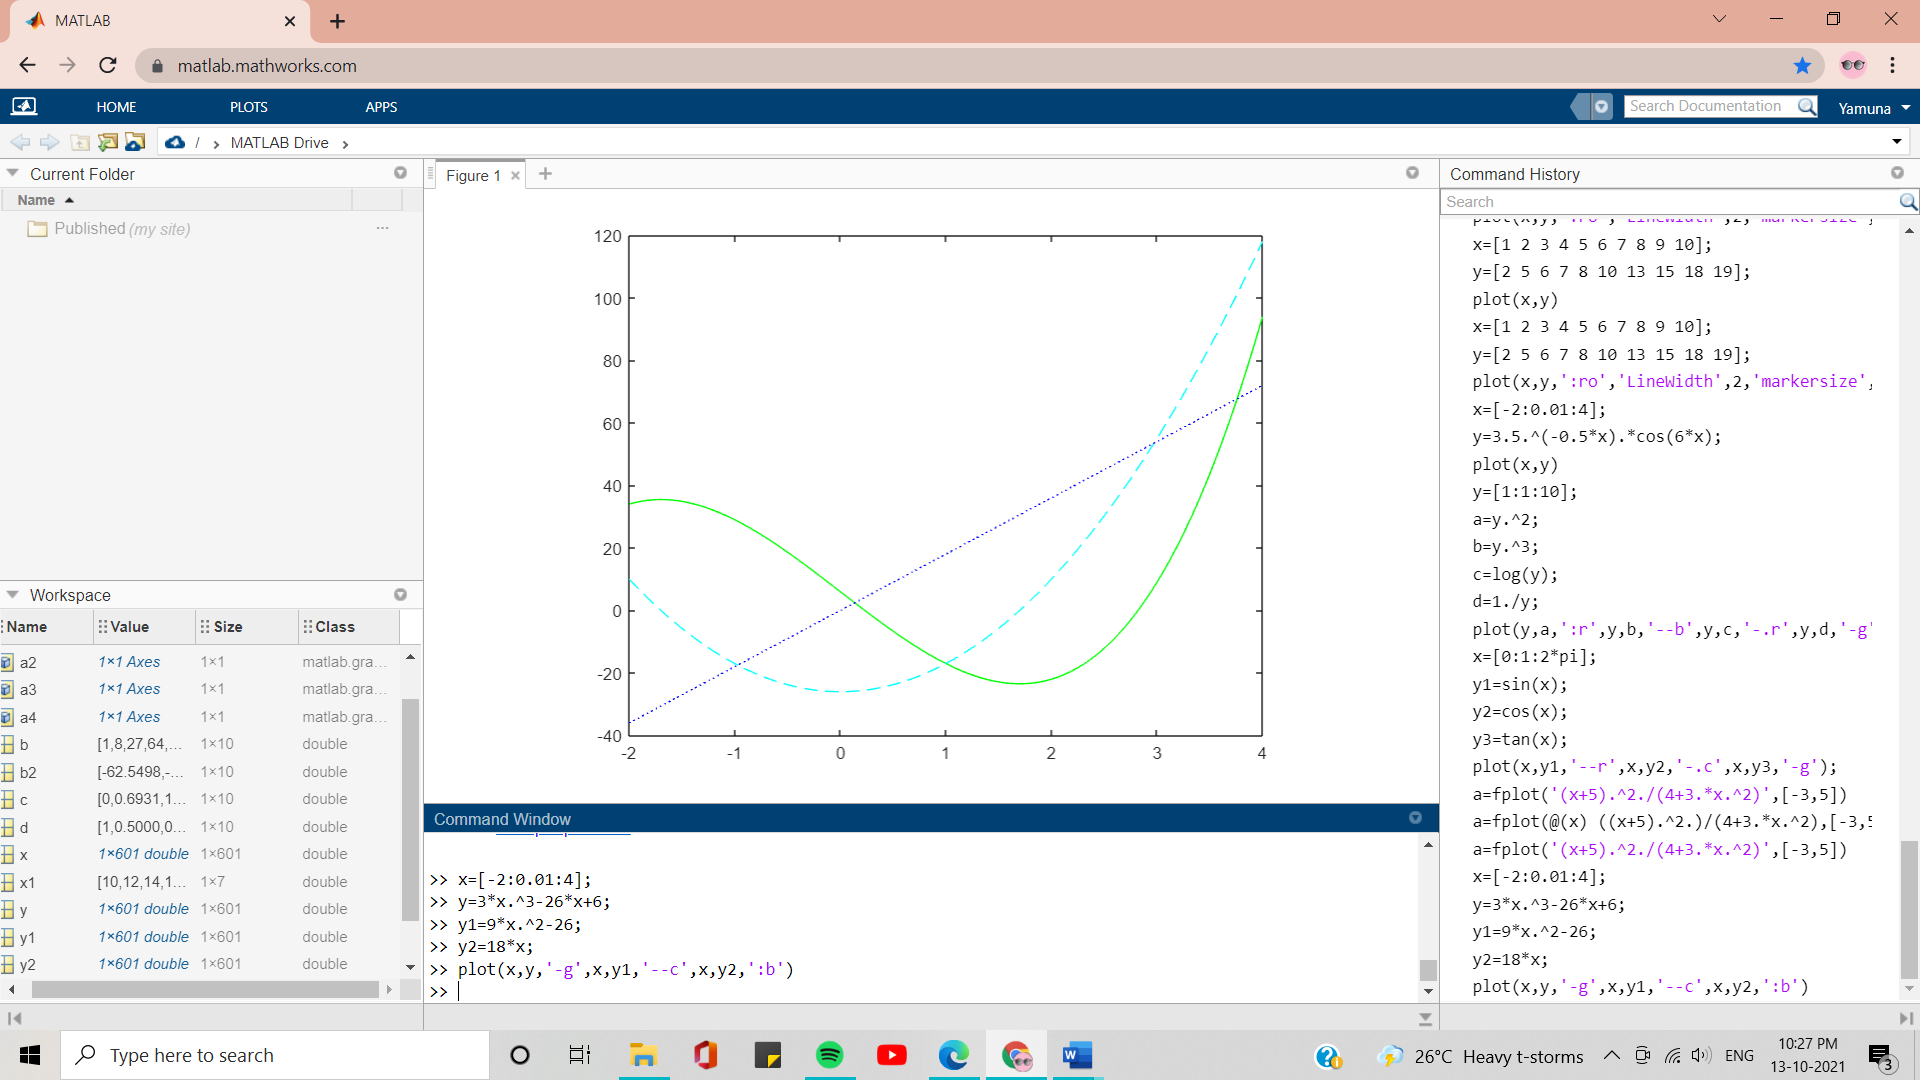 MATLAB
matlab.mathworks.com
HOME PLOTS APPS Search Documentation Yamuna
/ MATLAB Drive
Current Folder
Name
Published (my site)
Workspace
Name Value Size Class
a2 1×1 Axes 1×1 matlab.gra...
a3 1×1 Axes 1×1 matlab.gra...
a4 1×1 Axes 1×1 matlab.gra...
b [1,8,27,64,... 1×10 double
b2 [-62.5498,-... 1×10 double
c [0,0.6931,1... 1×10 double
d [1,0.5000,0... 1×10 double
x 1×601 double 1×601 double
x1 [10,12,14,1... 1×7 double
y 1×601 double 1×601 double
y1 1×601 double 1×601 double
y2 1×601 double 1×601 double
Figure 1
120
100
80
60
40
20
0
-20
-40
-2 -1 0 1 2 3 4
Command Window
>> x=[-2:0.01:4];
>> y=3*x.^3-26*x+6;
>> y1=9*x.^2-26;
>> y2=18*x;
>> plot(x,y,'-g',x,y1,'--c',x,y2,':b')
>>
Command History
Search
plot(x,y,':ro','LineWidth',2,'markersize',
x=[1 2 3 4 5 6 7 8 9 10];
y=[2 5 6 7 8 10 13 15 18 19];
plot(x,y)
x=[1 2 3 4 5 6 7 8 9 10];
y=[2 5 6 7 8 10 13 15 18 19];
plot(x,y,':ro','LineWidth',2,'markersize',
x=[-2:0.01:4];
y=3.5.^(-0.5*x).*cos(6*x);
plot(x,y)
y=[1:1:10];
a=y.^2;
b=y.^3;
c=log(y);
d=1./y;
plot(y,a,':r',y,b,'--b',y,c,'-.r',y,d,'-g'
x=[0:1:2*pi];
y1=sin(x);
y2=cos(x);
y3=tan(x);
plot(x,y1,'--r',x,y2,'-.c',x,y3,'-g');
a=fplot('(x+5).^2./(4+3.*x.^2)',[-3,5])
a=fplot(@(x) ((x+5).^2.)/(4+3.*x.^2),[-3,5
a=fplot('(x+5).^2./(4+3.*x.^2)',[-3,5])
x=[-2:0.01:4];
y=3*x.^3-26*x+6;
y1=9*x.^2-26;
y2=18*x;
plot(x,y,'-g',x,y1,'--c',x,y2,':b')
Type here to search
26°C Heavy t-storms ENG
10:27 PM
13-10-2021
3